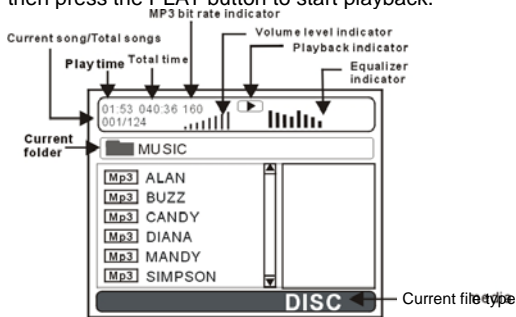 then press the PLAY button to start playback.
MP3 bit rate indicator
Current song/Total songs
Volume level indicator
Playback indicator
Play time
Total time
Equalizer
indicator
01:53 040:36 160
001/124
Current
folder
MUSIC
Mp3 ALAN
Mp3 BUZZ
Mp3 CANDY
Mp3 DIANA
Mp3 MANDY
Mp3 SIMPSON
DISC
Current file type
media